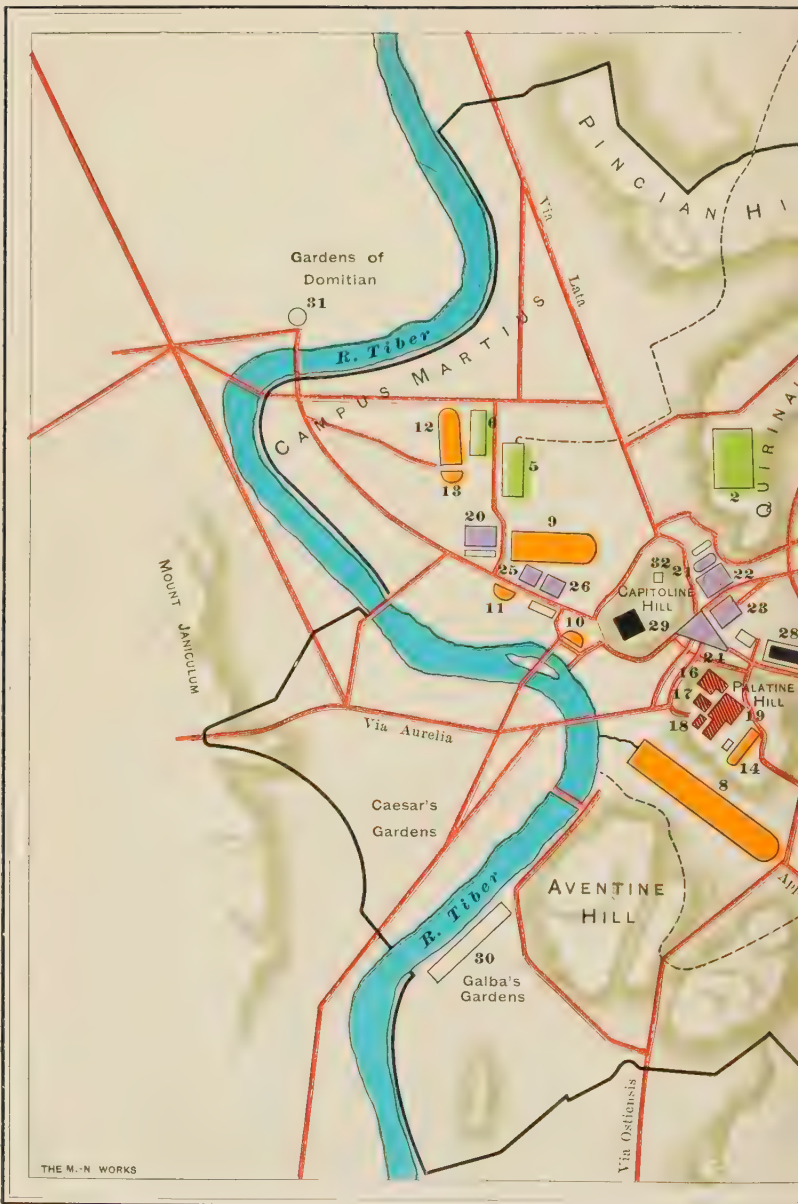 PINCIAN HI
Via
Lata
Gardens of
Domitian
31
R. Tiber
CAMPUS MARTIUS
12
6
5
13
QUIRINAL
2
20
9
25
26
11
10
32
21
22
CAPITOLINE
HILL
29
23
21
28
MOUNT JANICULUM
16
17
PALATINE
HILL
18
19
14
Via Aurelia
8
Caesar's
Gardens
App
AVENTINE
HILL
R. Tiber
30
Galba's
Gardens
Via Ostiensis
THE M.-N WORKS